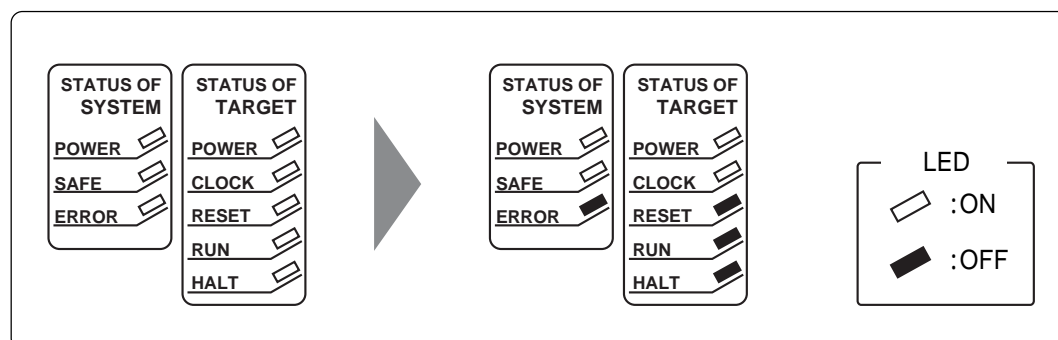 STATUS OF
SYSTEM
POWER
SAFE
ERROR
STATUS OF
TARGET
POWER
CLOCK
RESET
RUN
HALT
STATUS OF
SYSTEM
POWER
SAFE
ERROR
STATUS OF
TARGET
POWER
CLOCK
RESET
RUN
HALT
LED
:ON
:OFF